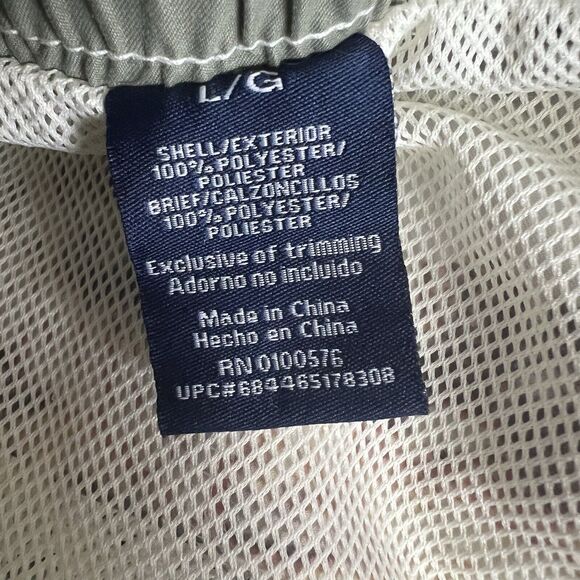 L/G
SHELL/EXTERIOR
100% POLYESTER/
POLIESTER
BRIEF/CALZONCILLOS
100% POLYESTER/
POLIESTER
Exclusive of trimming
Adorno no incluido
Made in China
Hecho en China
RN 0100576
UPC#684465178308